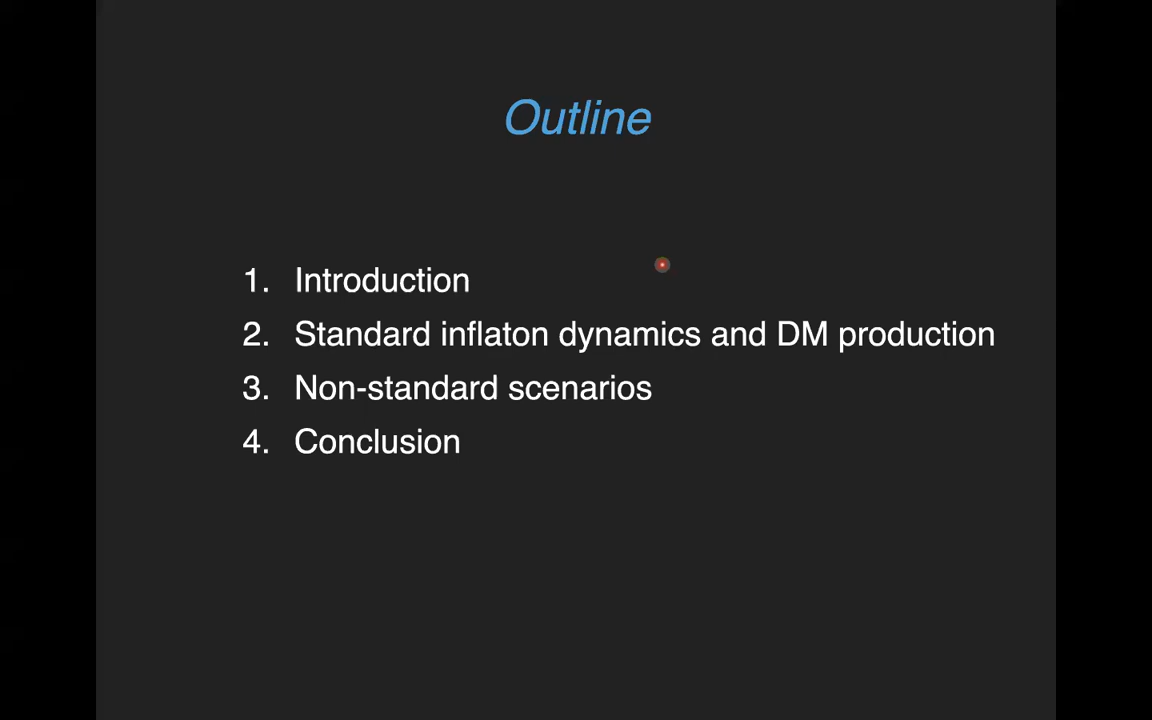 Outline
1. Introduction
2. Standard inflaton dynamics and DM production
3. Non-standard scenarios
4. Conclusion